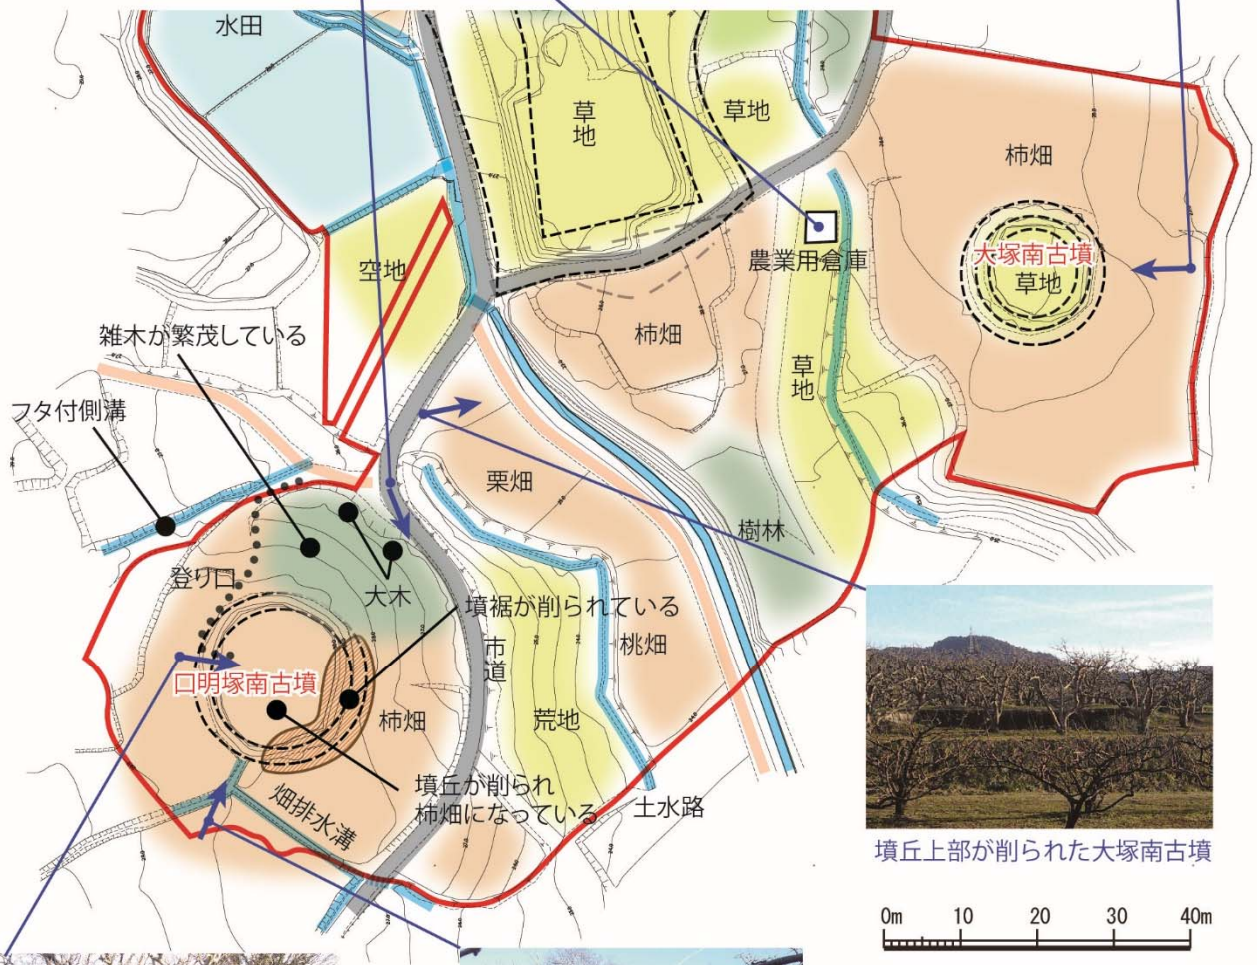 水田
草地
草地
柿畑
空地
農業用倉庫
大塚南古墳
草地
雑木が繁茂している
柿畑
草地
フタ付側溝
栗畑
樹林
登り口
大木
墳裾が削られている
市道
桃畑
口明塚南古墳
柿畑
荒地
墳丘が削られ
柿畑になっている
畑排水溝
土水路
墳丘上部が削られた大塚南古墳
0m 10 20 30 40m